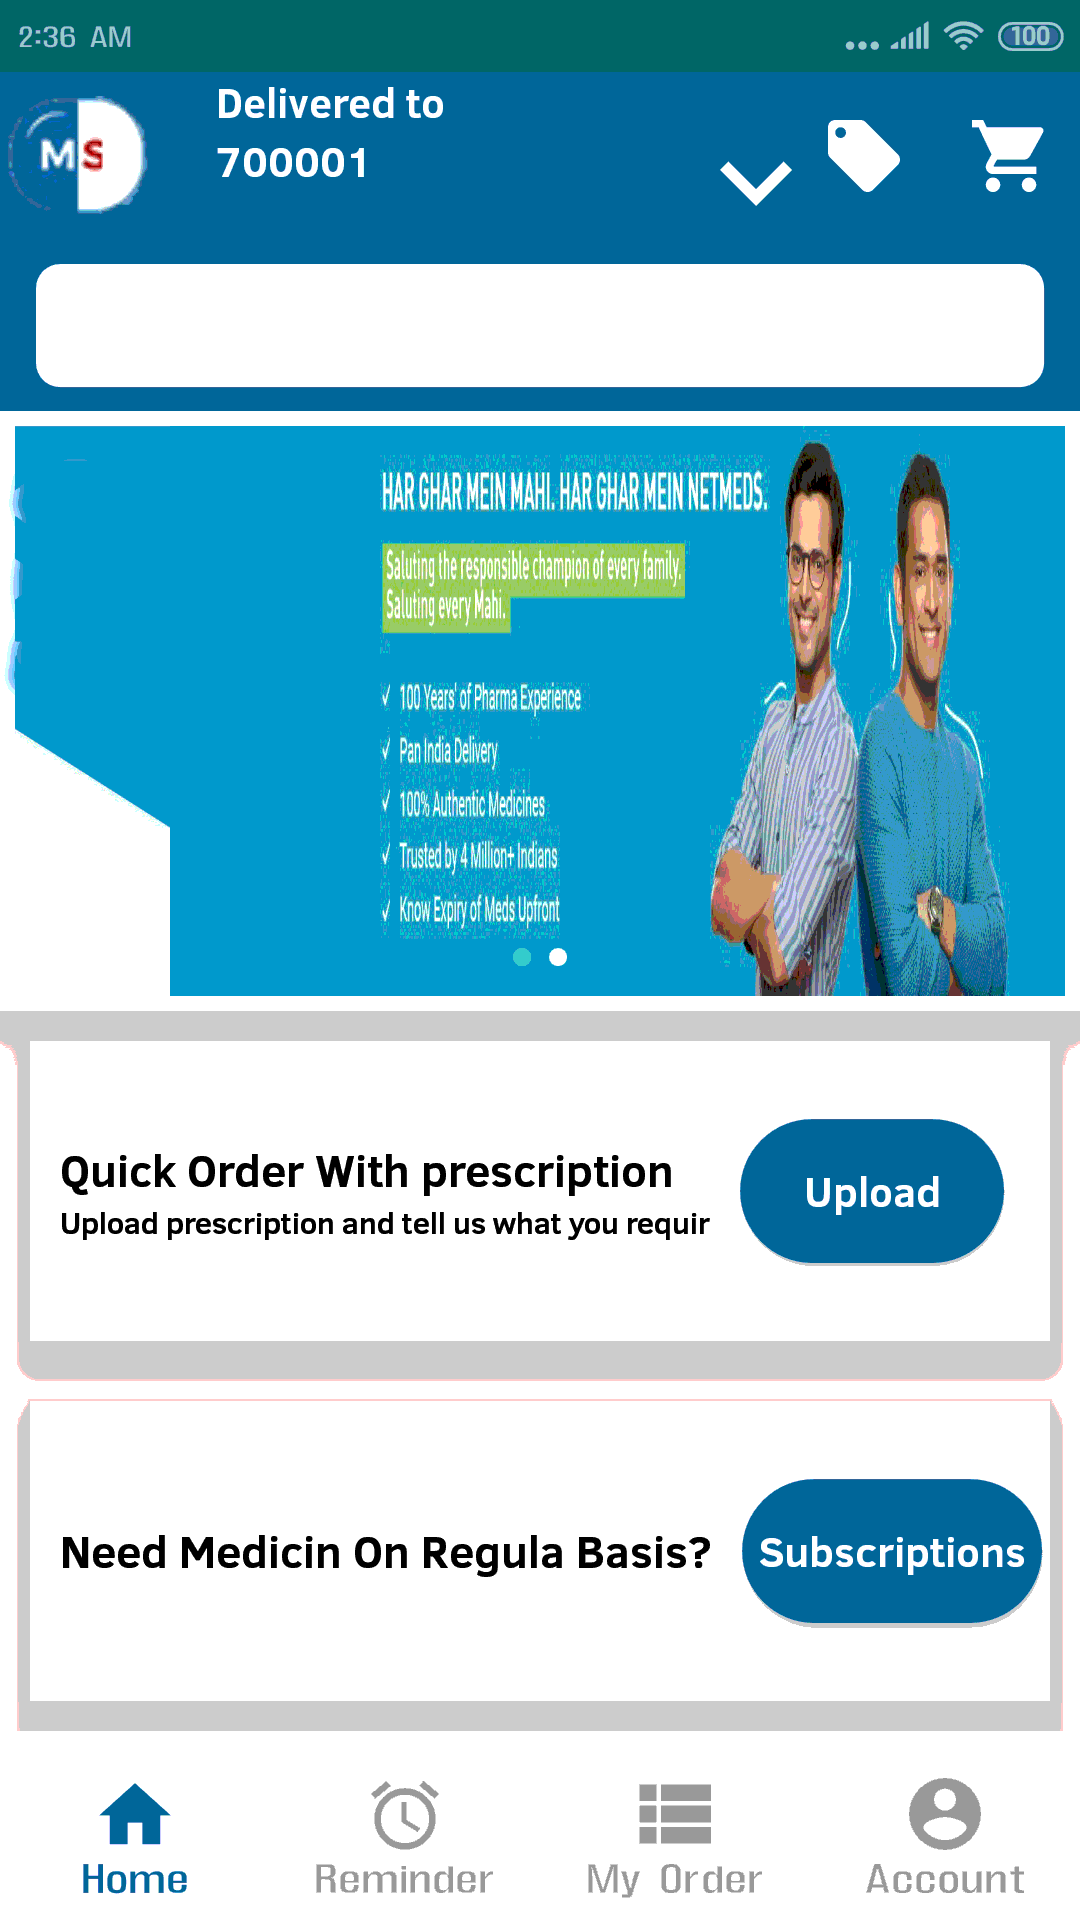 2:36 AM
100
MS
Delivered to
700001
HAR GHAR MEIN MAHI. HAR GHAR MEIN NETMEDS.
Saluting the responsible champion of every family.
Saluting every Mahi.
✓ 100 Years' of Pharma Experience
✓ Pan India Delivery
✓ 100% Authentic Medicines
✓ Trusted by 4 Million+ Indians
✓ Know Expiry of Meds Upfront
Quick Order With prescription
Upload prescription and tell us what you requir
Upload
Need Medicin On Regula Basis?
Subscriptions
Home
Reminder
My Order
Account